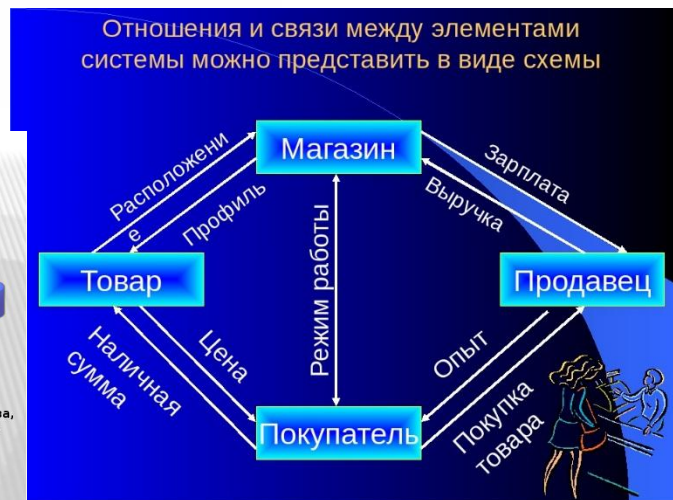 Отношения и связи между элементами
системы можно представить в виде схемы
Магазин
Расположени
е
Профиль
Зарплата
Выручка
Режим работы
Товар
Продавец
Наличная
сумма
Цена
Опыт
Покупка
товара
Покупатель